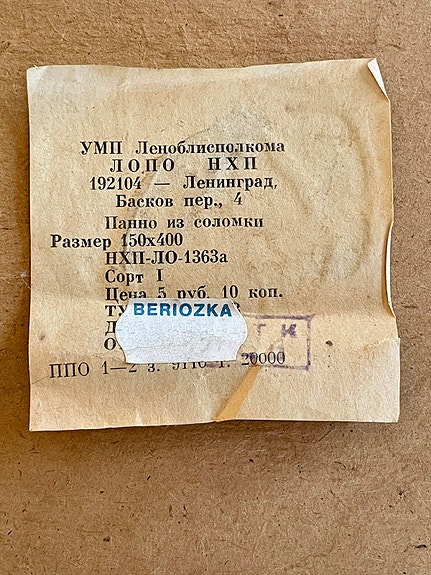 УМП Леноблисполкома
ЛОПО НХП
192104 — Ленинград,
Басков пер., 4
Панно из соломки
Размер 150х400
НХП-ЛО-1363а
Сорт I
Цена 5 руб. 10 коп.
BERIOZKA
ППО 1—2 з. 20000